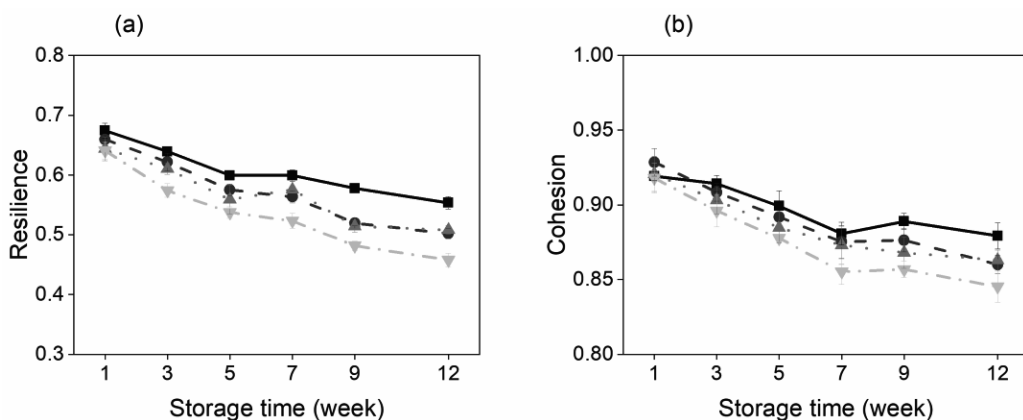 (a)
0.8
0.7
0.6
0.5
0.4
0.3
Resilience
1 3 5 7 9 12
Storage time (week)
(b)
1.00
0.95
0.90
0.85
0.80
Cohesion
1 3 5 7 9 12
Storage time (week)